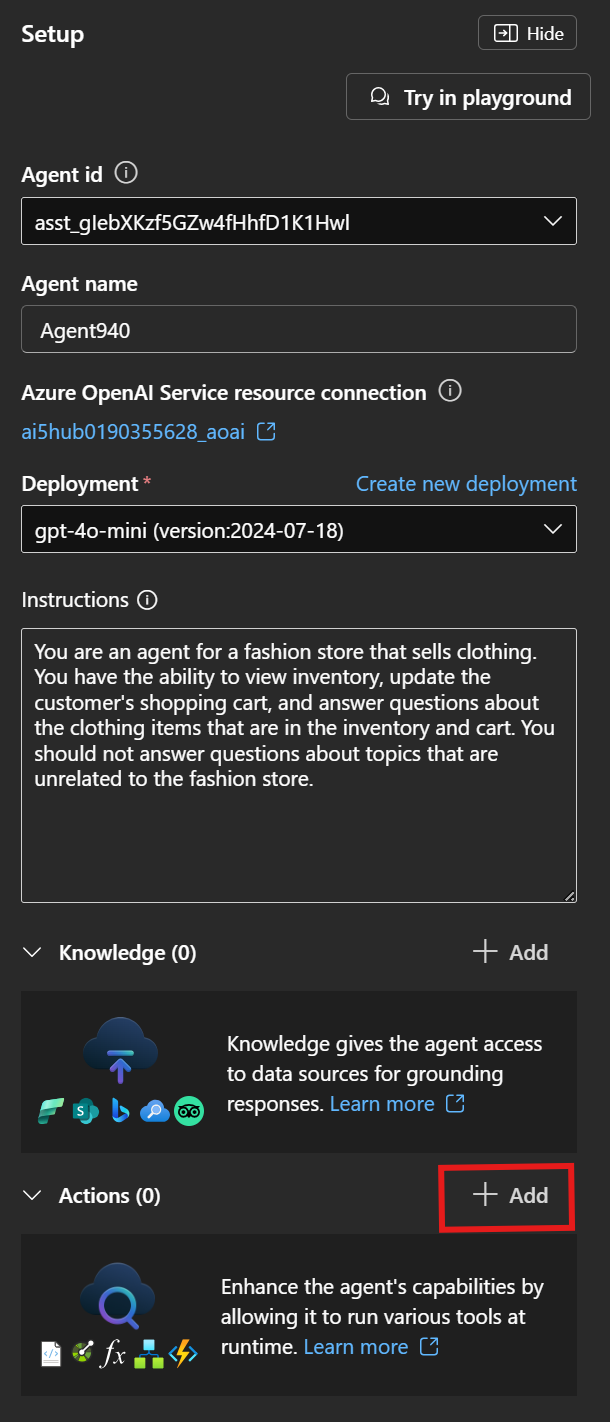 Setup
Hide
Try in playground
Agent id
asst_gIebXKzf5GZw4fHhfD1K1Hwl
Agent name
Agent940
Azure OpenAI Service resource connection
ai5hub0190355628_aoai
Deployment *
Create new deployment
gpt-4o-mini (version:2024-07-18)
Instructions
You are an agent for a fashion store that sells clothing.
You have the ability to view inventory, update the
customer's shopping cart, and answer questions about
the clothing items that are in the inventory and cart. You
should not answer questions about topics that are
unrelated to the fashion store.
Knowledge (0)
Add
Knowledge gives the agent access
to data sources for grounding
responses. Learn more
Actions (0)
Add
Enhance the agent's capabilities by
allowing it to run various tools at
runtime. Learn more